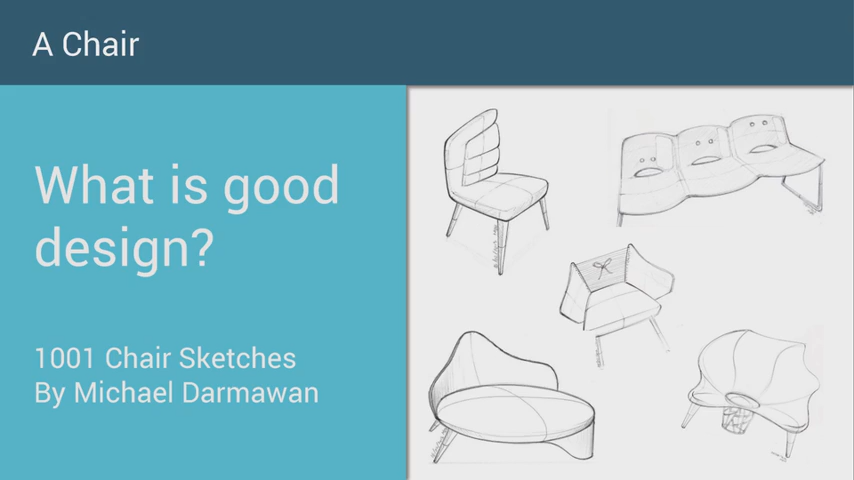 A Chair
What is good
design?
1001 Chair Sketches
By Michael Darmawan